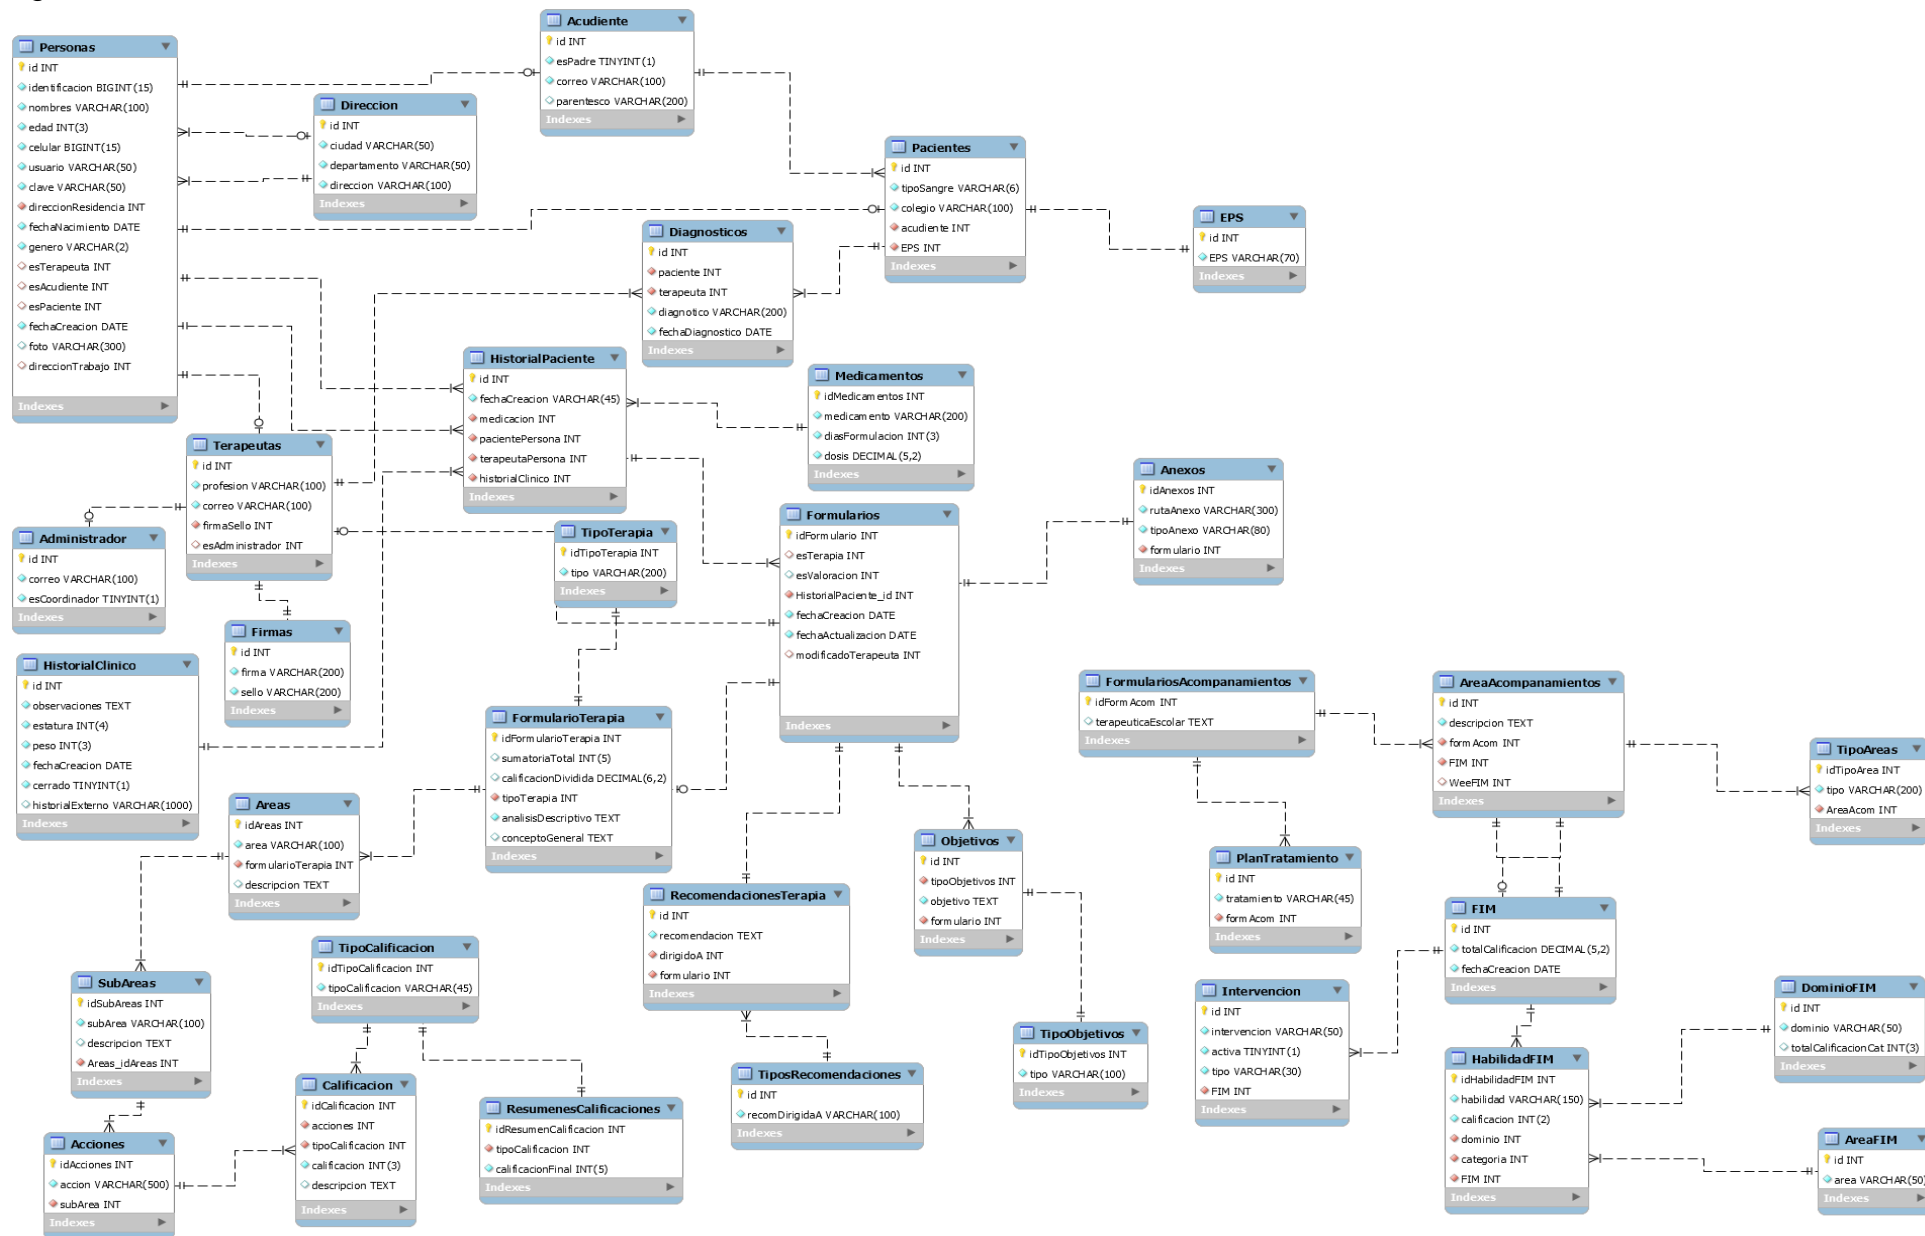 Personas
id INT
identificacion BIGINT(15)
nombres VARCHAR(100)
edad INT(3)
celular BIGINT(15)
usuario VARCHAR(50)
clave VARCHAR(50)
direccionResidencia INT
fechaNacimiento DATE
genero VARCHAR(2)
esTerapeuta INT
esAcudiente INT
esPaciente INT
fechaCreacion DATE
foto VARCHAR(300)
direccionTrabajo INT
Indexes
Acudiente
id INT
esPadre TINYINT(1)
correo VARCHAR(100)
parentesco VARCHAR(200)
Indexes
Direccion
id INT
ciudad VARCHAR(50)
departamento VARCHAR(50)
direccion VARCHAR(100)
Indexes
Pacientes
id INT
tipoSangre VARCHAR(6)
colegio VARCHAR(100)
acudiente INT
EPS INT
Indexes
EPS
id INT
EPS VARCHAR(70)
Indexes
Diagnosticos
id INT
paciente INT
terapeuta INT
diagnotico VARCHAR(200)
fechaDiagnostico DATE
Indexes
HistorialPaciente
id INT
fechaCreacion VARCHAR(45)
medicacion INT
pacientePersona INT
terapeutaPersona INT
historialClinico INT
Indexes
Medicamentos
idMedicamentos INT
medicamento VARCHAR(200)
diasFormulacion INT(3)
dosis DECIMAL(5,2)
Indexes
Terapeutas
id INT
profesion VARCHAR(100)
correo VARCHAR(100)
firmaSello INT
esAdministrador INT
Indexes
Anexos
idAnexos INT
rutaAnexo VARCHAR(300)
tipoAnexo VARCHAR(80)
formulario INT
Indexes
Administrador
id INT
correo VARCHAR(100)
esCoordinador TINYINT(1)
Indexes
TipoTerapia
idTipoTerapia INT
tipo VARCHAR(200)
Indexes
Formularios
idFormulario INT
esTerapia INT
esValoracion INT
HistorialPaciente_id INT
fechaCreacion DATE
fechaActualizacion DATE
modificadoTerapeuta INT
Indexes
Firmas
id INT
firma VARCHAR(200)
sello VARCHAR(200)
Indexes
HistorialClinico
id INT
observaciones TEXT
estatura INT(4)
peso INT(3)
fechaCreacion DATE
cerrado TINYINT(1)
historialExterno VARCHAR(1000)
Indexes
FormularioTerapia
idFormularioTerapia INT
sumatoriaTotal INT(5)
calificacionDividida DECIMAL(6,2)
tipoTerapia INT
analisisDescriptivo TEXT
conceptoGeneral TEXT
Indexes
FormulariosAcompanamientos
idFormAcom INT
terapeuticaEscolar TEXT
Indexes
AreaAcompanamientos
id INT
descripcion TEXT
formAcom INT
FIM INT
WeeFIM INT
Indexes
TipoAreas
idTipoArea INT
tipo VARCHAR(200)
AreaAcom INT
Indexes
Areas
idAreas INT
area VARCHAR(100)
formularioTerapia INT
descripcion TEXT
Indexes
Objetivos
id INT
tipoObjetivos INT
objetivo TEXT
formulario INT
Indexes
PlanTratamiento
id INT
tratamiento VARCHAR(45)
formAcom INT
Indexes
RecomendacionesTerapia
id INT
recomendacion TEXT
dirigidoA INT
formulario INT
Indexes
FIM
id INT
totalCalificacion DECIMAL(5,2)
fechaCreacion DATE
Indexes
TipoCalificacion
idTipoCalificacion INT
tipoCalificacion VARCHAR(45)
Indexes
SubAreas
idSubAreas INT
subArea VARCHAR(100)
descripcion TEXT
Areas_idAreas INT
Indexes
Intervencion
id INT
intervencion VARCHAR(50)
activa TINYINT(1)
tipo VARCHAR(30)
FIM INT
Indexes
DominioFIM
id INT
dominio VARCHAR(50)
totalCalificacionCat INT(3)
Indexes
TipoObjetivos
idTipoObjetivos INT
tipo VARCHAR(100)
Indexes
HabilidadFIM
idHabilidadFIM INT
habilidad VARCHAR(150)
calificacion INT(2)
dominio INT
categoria INT
FIM INT
Indexes
TiposRecomendaciones
id INT
recomDirigidaA VARCHAR(100)
Indexes
Calificacion
idCalificacion INT
acciones INT
tipoCalificacion INT
calificacion INT(3)
descripcion TEXT
Indexes
ResumenesCalificaciones
idResumenCalificacion INT
tipoCalificacion INT
calificacionFinal INT(5)
Indexes
Acciones
idAcciones INT
accion VARCHAR(500)
subArea INT
Indexes
AreaFIM
id INT
area VARCHAR(50)
Indexes